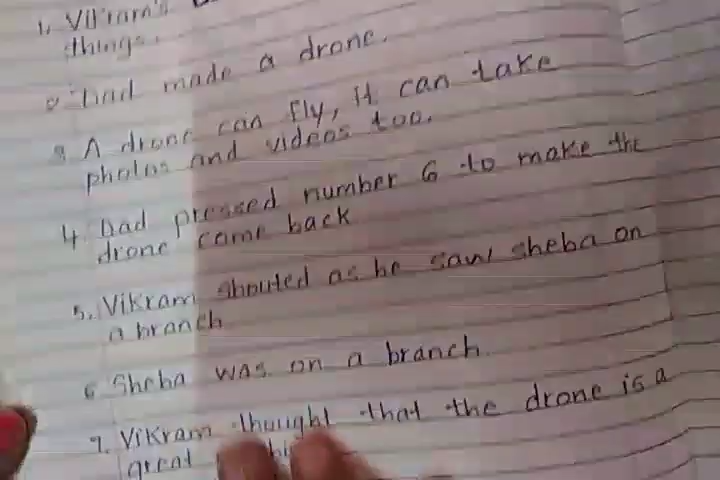 1. Vikram's
things.
2. Dad made a drone.
3. A drone can fly, it can take
photos and videos too.
4. Dad pressed number 6 to make the
drone come back
5. Vikram shouted as he saw sheba on
a branch
6. Sheba was on a branch.
7. Vikram thought that the drone is a
great